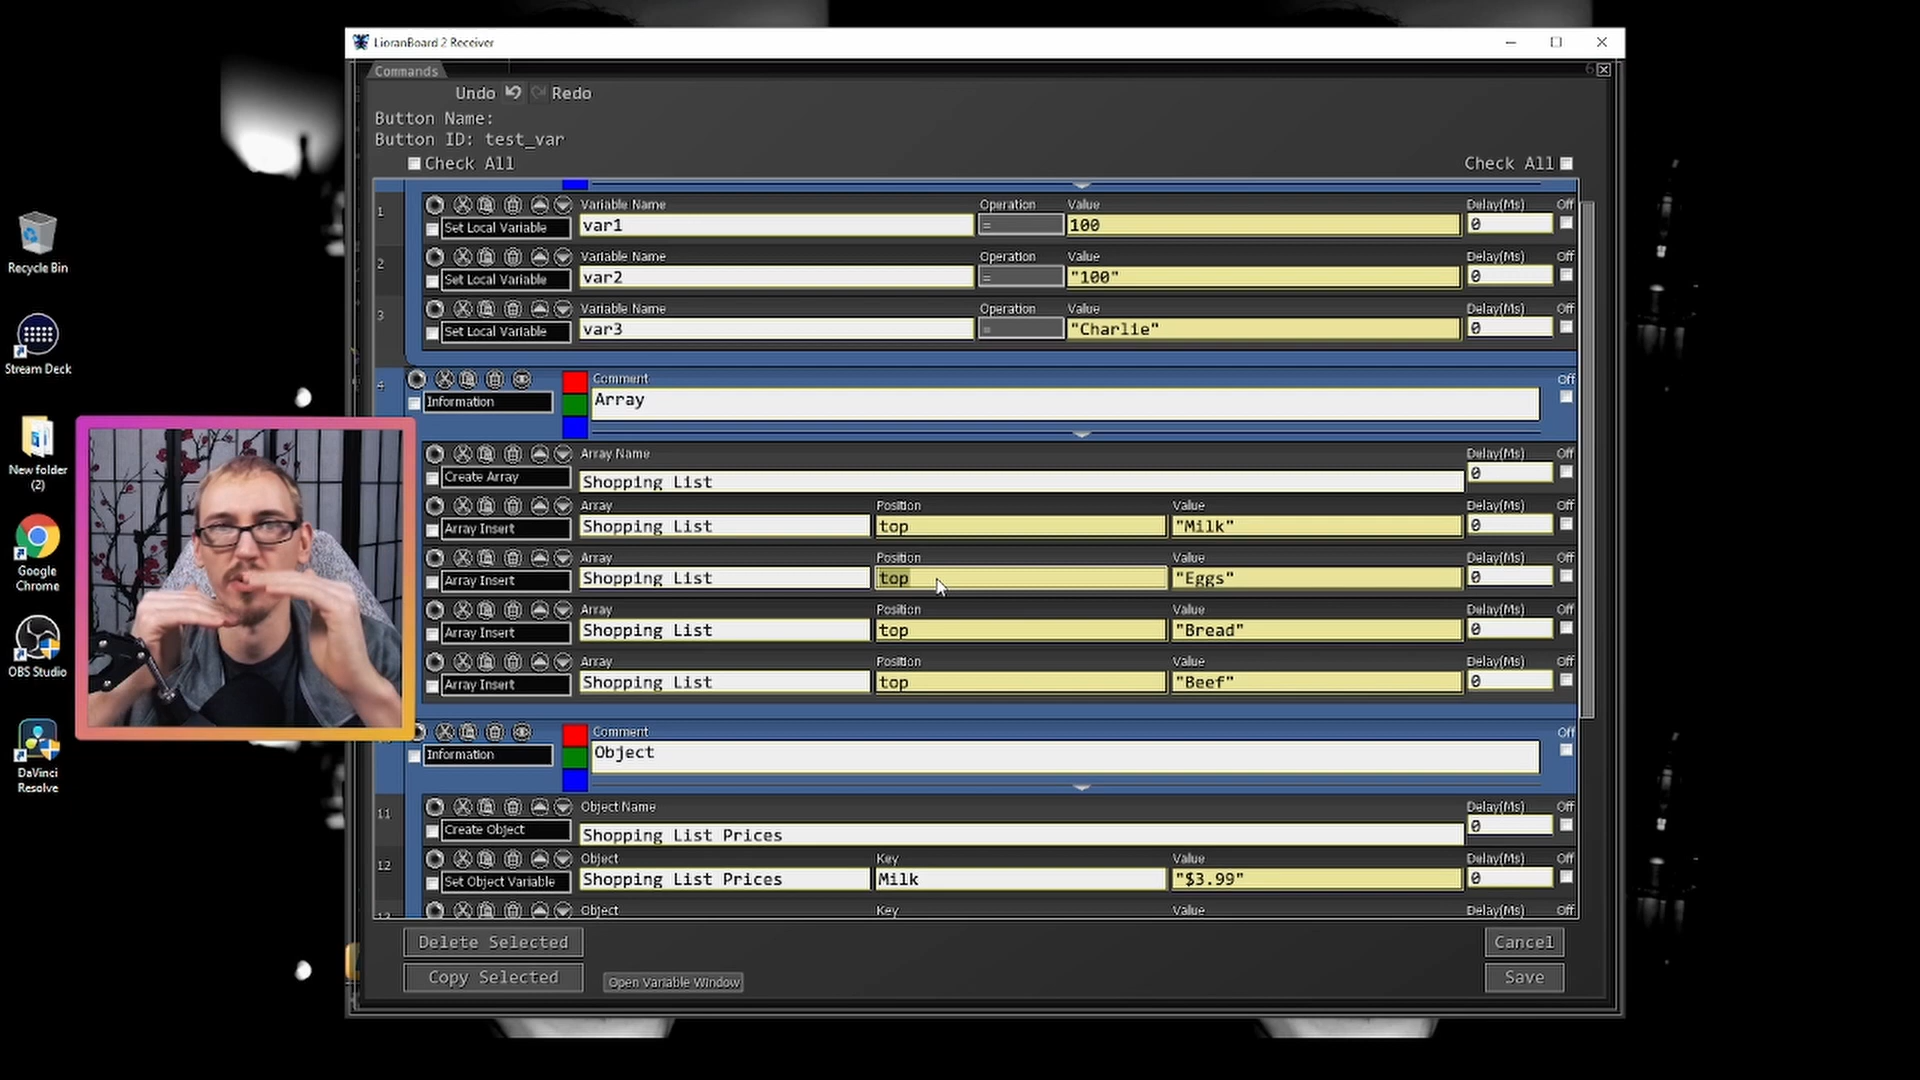 LioranBoard 2 Receiver
Commands
6
Undo Redo
Button Name:
Button ID: test_var
Check All Check All
1 Variable Name Operation Value Delay(Ms) Off
Set Local Variable var1 = 100 0
2 Variable Name Operation Value Delay(Ms) Off
Set Local Variable var2 = "100" 0
3 Variable Name Operation Value Delay(Ms) Off
Set Local Variable var3 = "Charlie" 0
4 Comment Off
Information Array
Array Name Delay(Ms) Off
Create Array Shopping List 0
Array Position Value Delay(Ms) Off
Array Insert Shopping List top "Milk" 0
Array Position Value Delay(Ms) Off
Array Insert Shopping List top "Eggs" 0
Array Position Value Delay(Ms) Off
Array Insert Shopping List top "Bread" 0
Array Position Value Delay(Ms) Off
Array Insert Shopping List top "Beef" 0
Comment Off
Information Object
11 Object Name Delay(Ms) Off
Create Object Shopping List Prices 0
12 Object Key Value Delay(Ms) Off
Set Object Variable Shopping List Prices Milk "$3.99" 0
13 Object Key Value Delay(Ms) Off
Delete Selected Cancel
Copy Selected Open Variable Window Save
Recycle Bin
Stream Deck
New folder
(2)
Google
Chrome
OBS Studio
DaVinci
Resolve